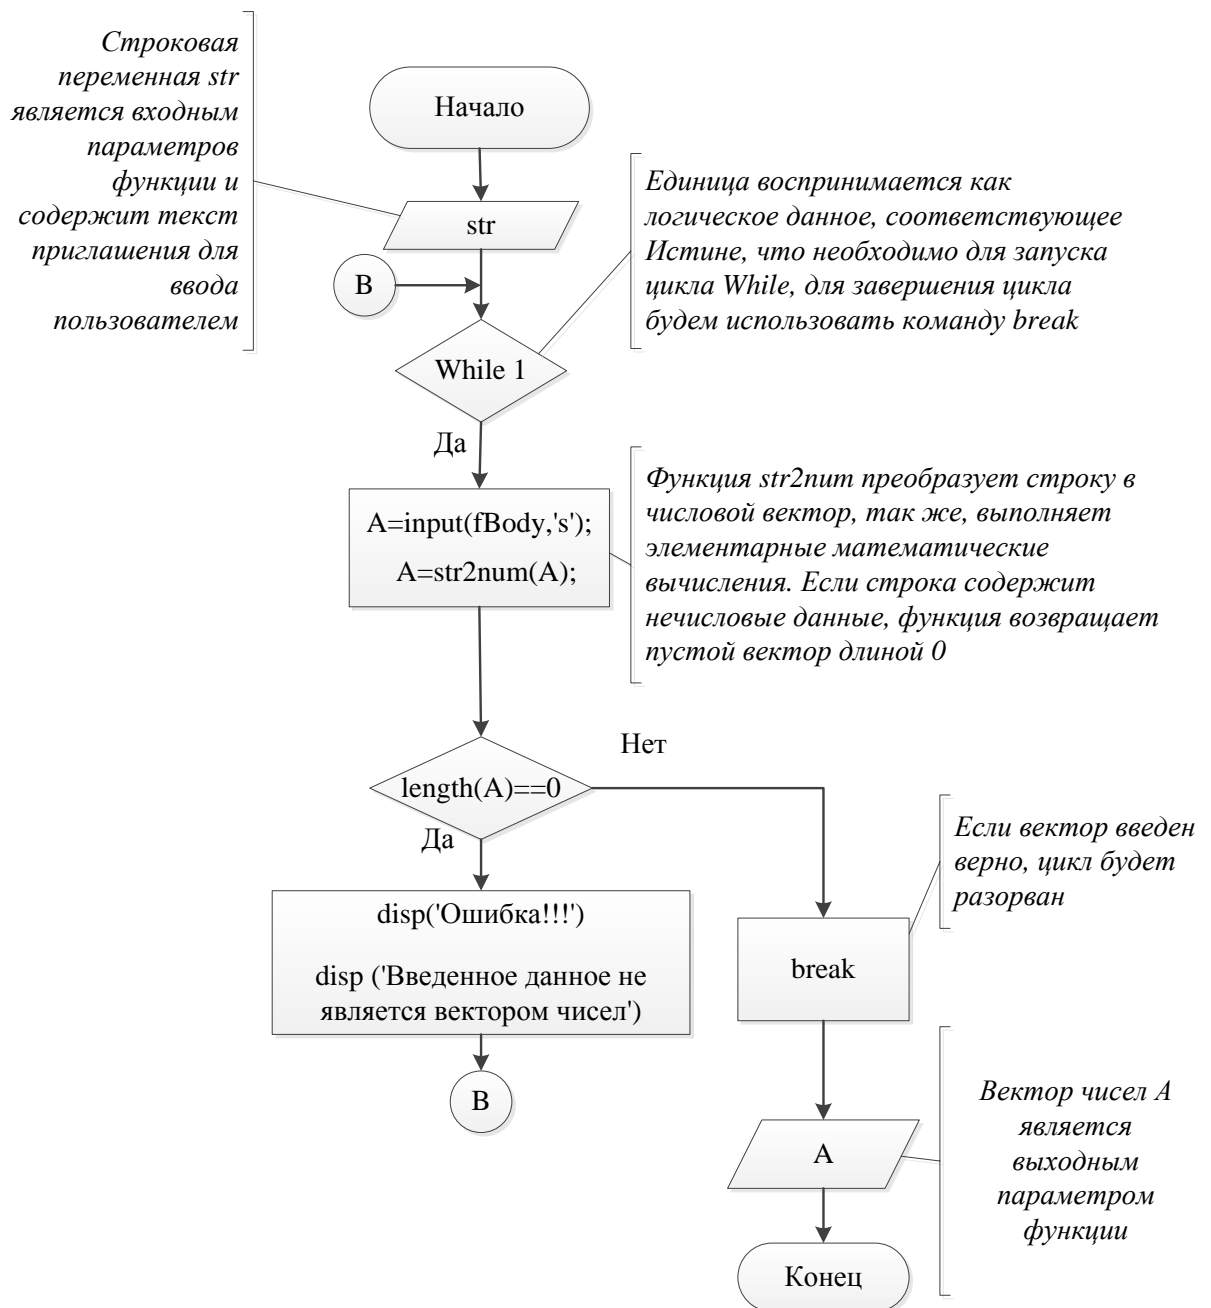 Строковая
переменная str
является входным
параметров
функции и
содержит текст
приглашения для
ввода
пользователем
Начало
str
В
Единица воспринимается как
логическое данное, соответствующее
Истине, что необходимо для запуска
цикла While, для завершения цикла
будем использовать команду break
While 1
Да
A=input(fBody,'s');
A=str2num(A);
Функция str2num преобразует строку в
числовой вектор, так же, выполняет
элементарные математические
вычисления. Если строка содержит
нечисловые данные, функция возвращает
пустой вектор длиной 0
length(A)==0
Нет
Да
disp('Ошибка!!!')
disp ('Введенное данное не
является вектором чисел')
В
Если вектор введен
верно, цикл будет
разорван
break
A
Вектор чисел А
является
выходным
параметром
функции
Конец